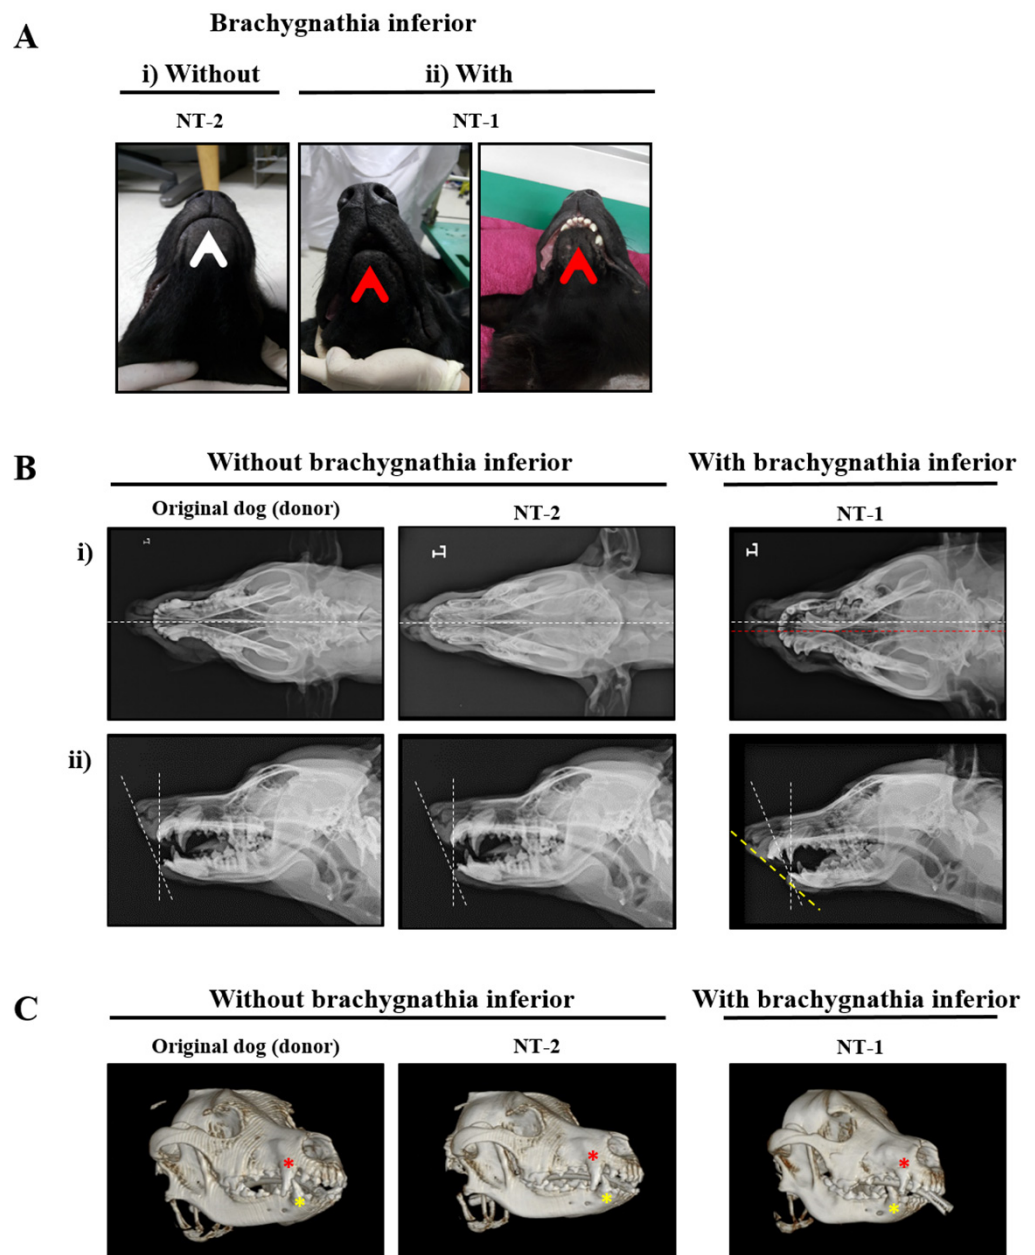 A
Brachygnathia inferior
i) Without
ii) With
NT-2
NT-1
B
Without brachygnathia inferior
With brachygnathia inferior
Original dog (donor)
NT-2
NT-1
i)
L
L
L
ii)
C
Without brachygnathia inferior
With brachygnathia inferior
Original dog (donor)
NT-2
NT-1
*
*
*
*
*
*